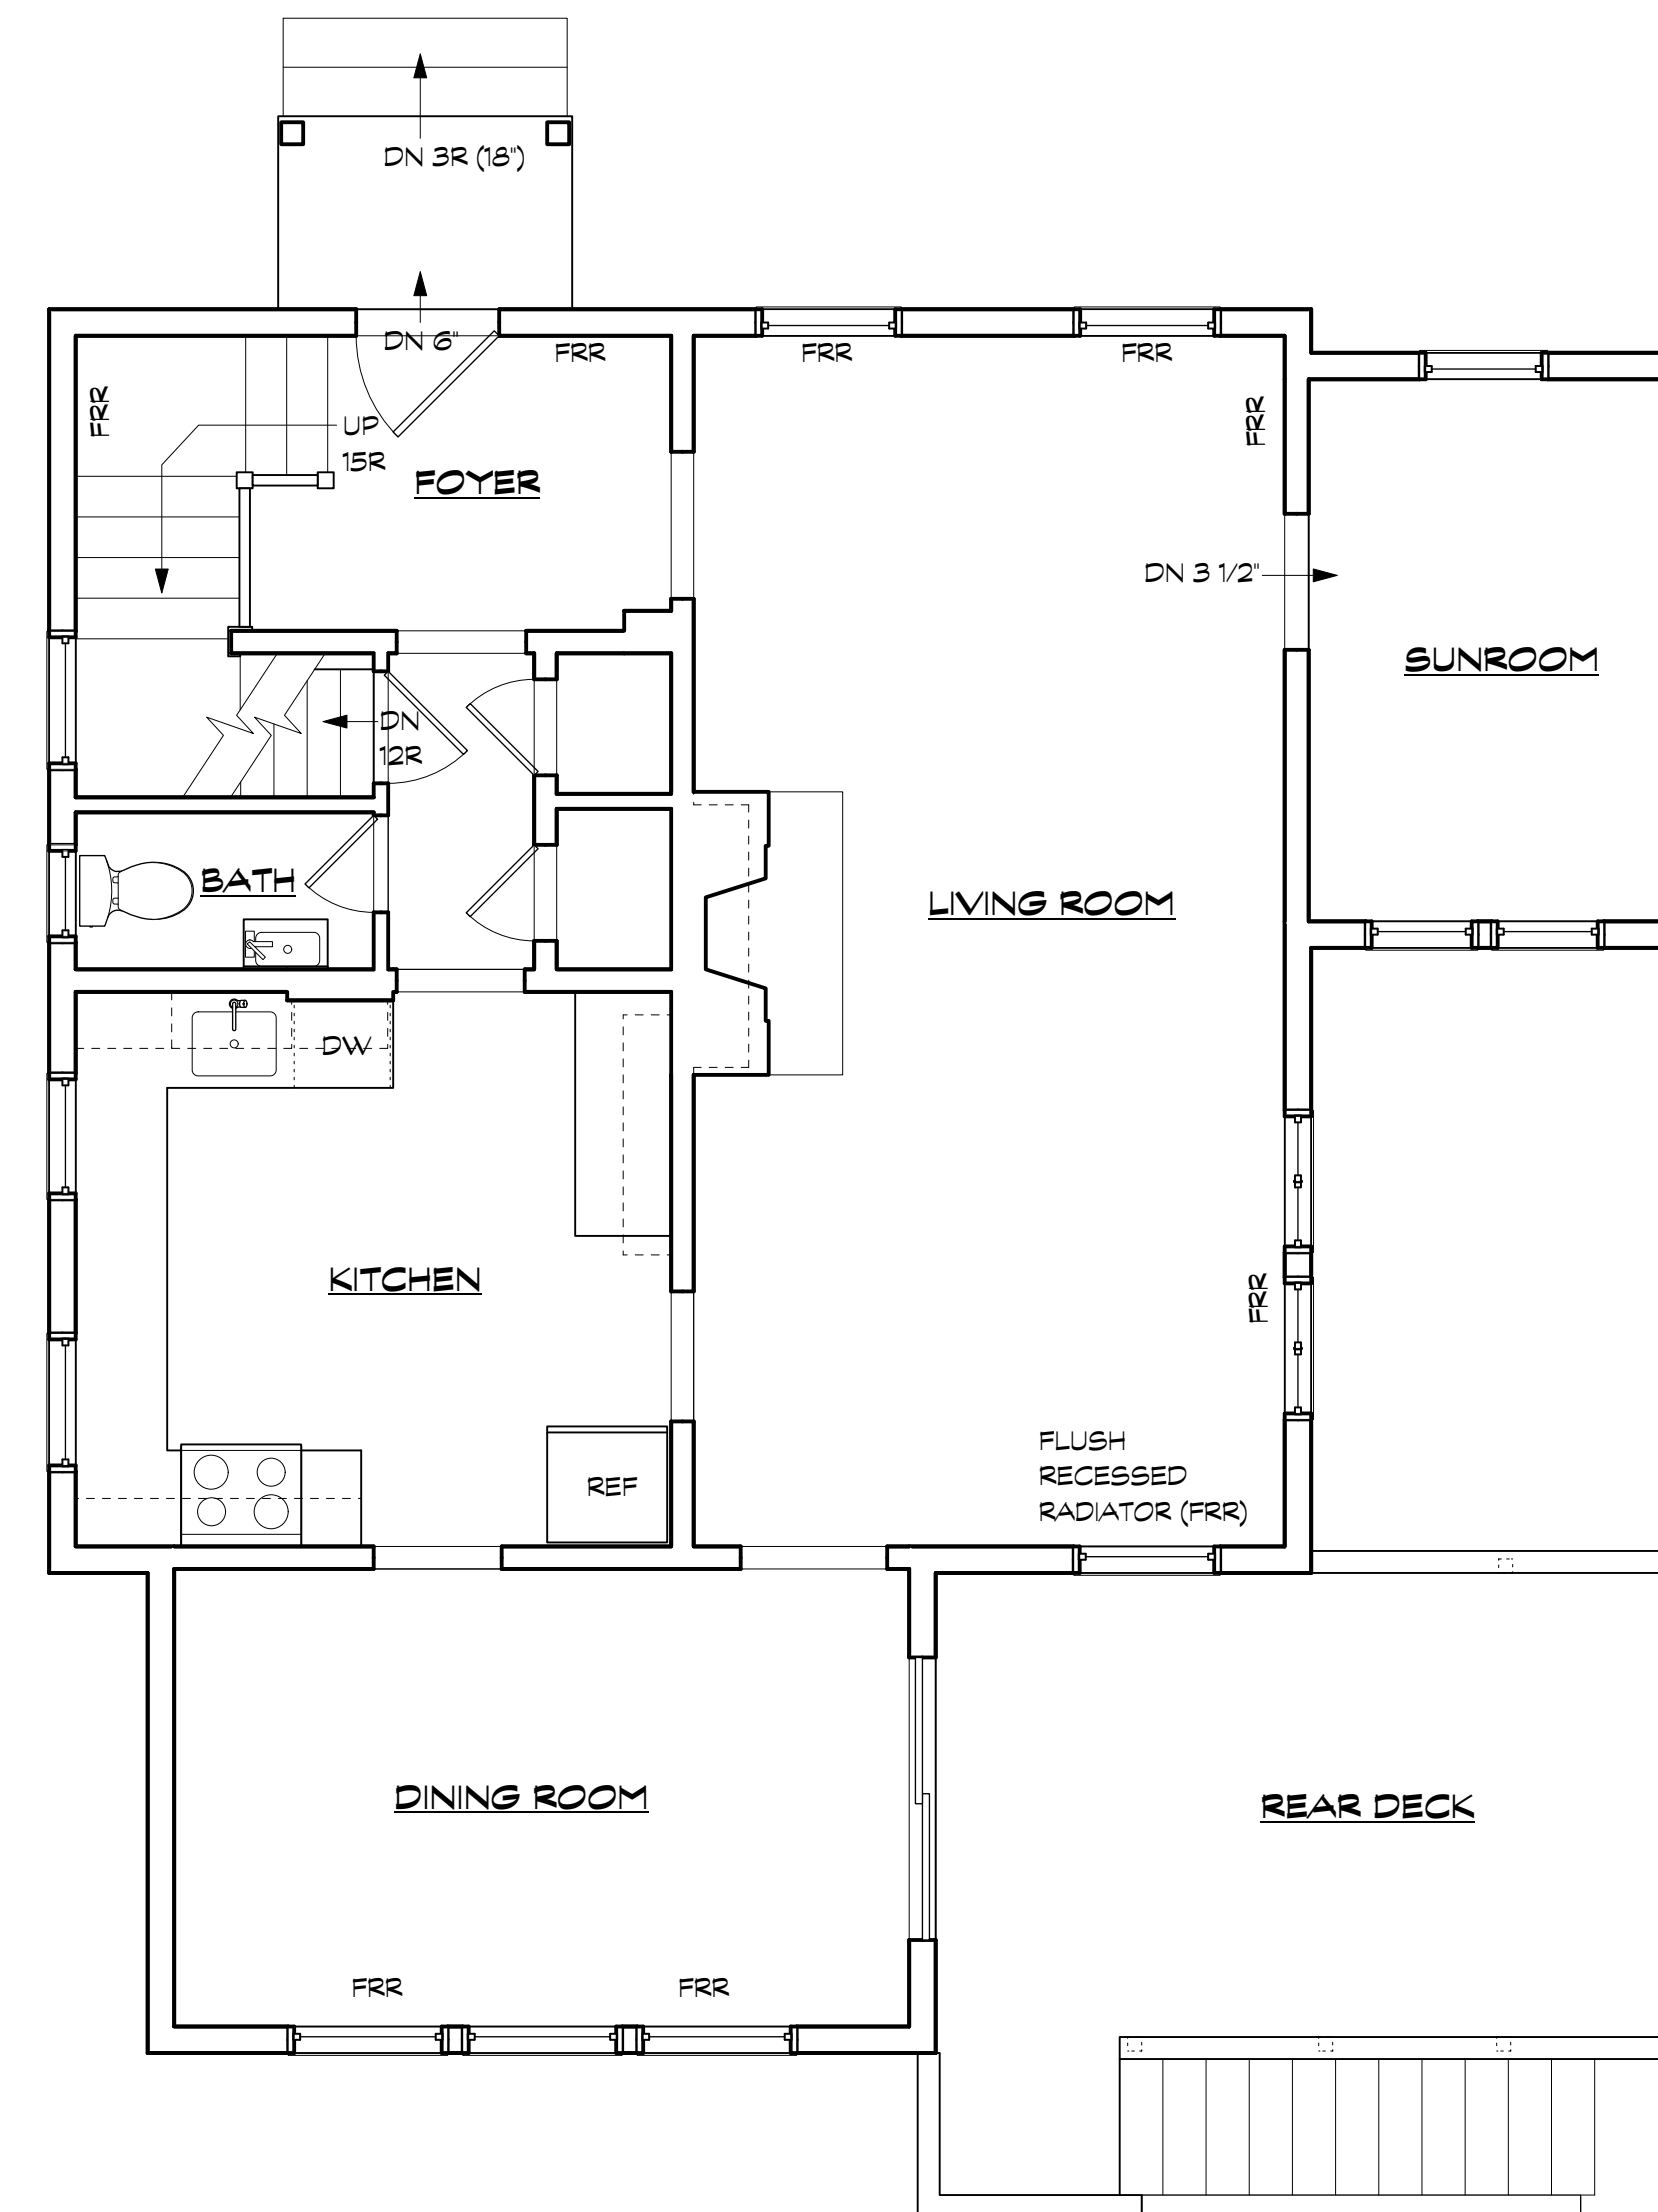 DN 3R (18")
DN 6"
FRR
FRR
FRR
FRR
FRR
UP
15R
FOYER
DN 3 1/2"
SUNROOM
DN
12R
BATH
LIVING ROOM
DW
KITCHEN
FRR
FLUSH
RECESSED
RADIATOR (FRR)
REF
DINING ROOM
REAR DECK
FRR
FRR